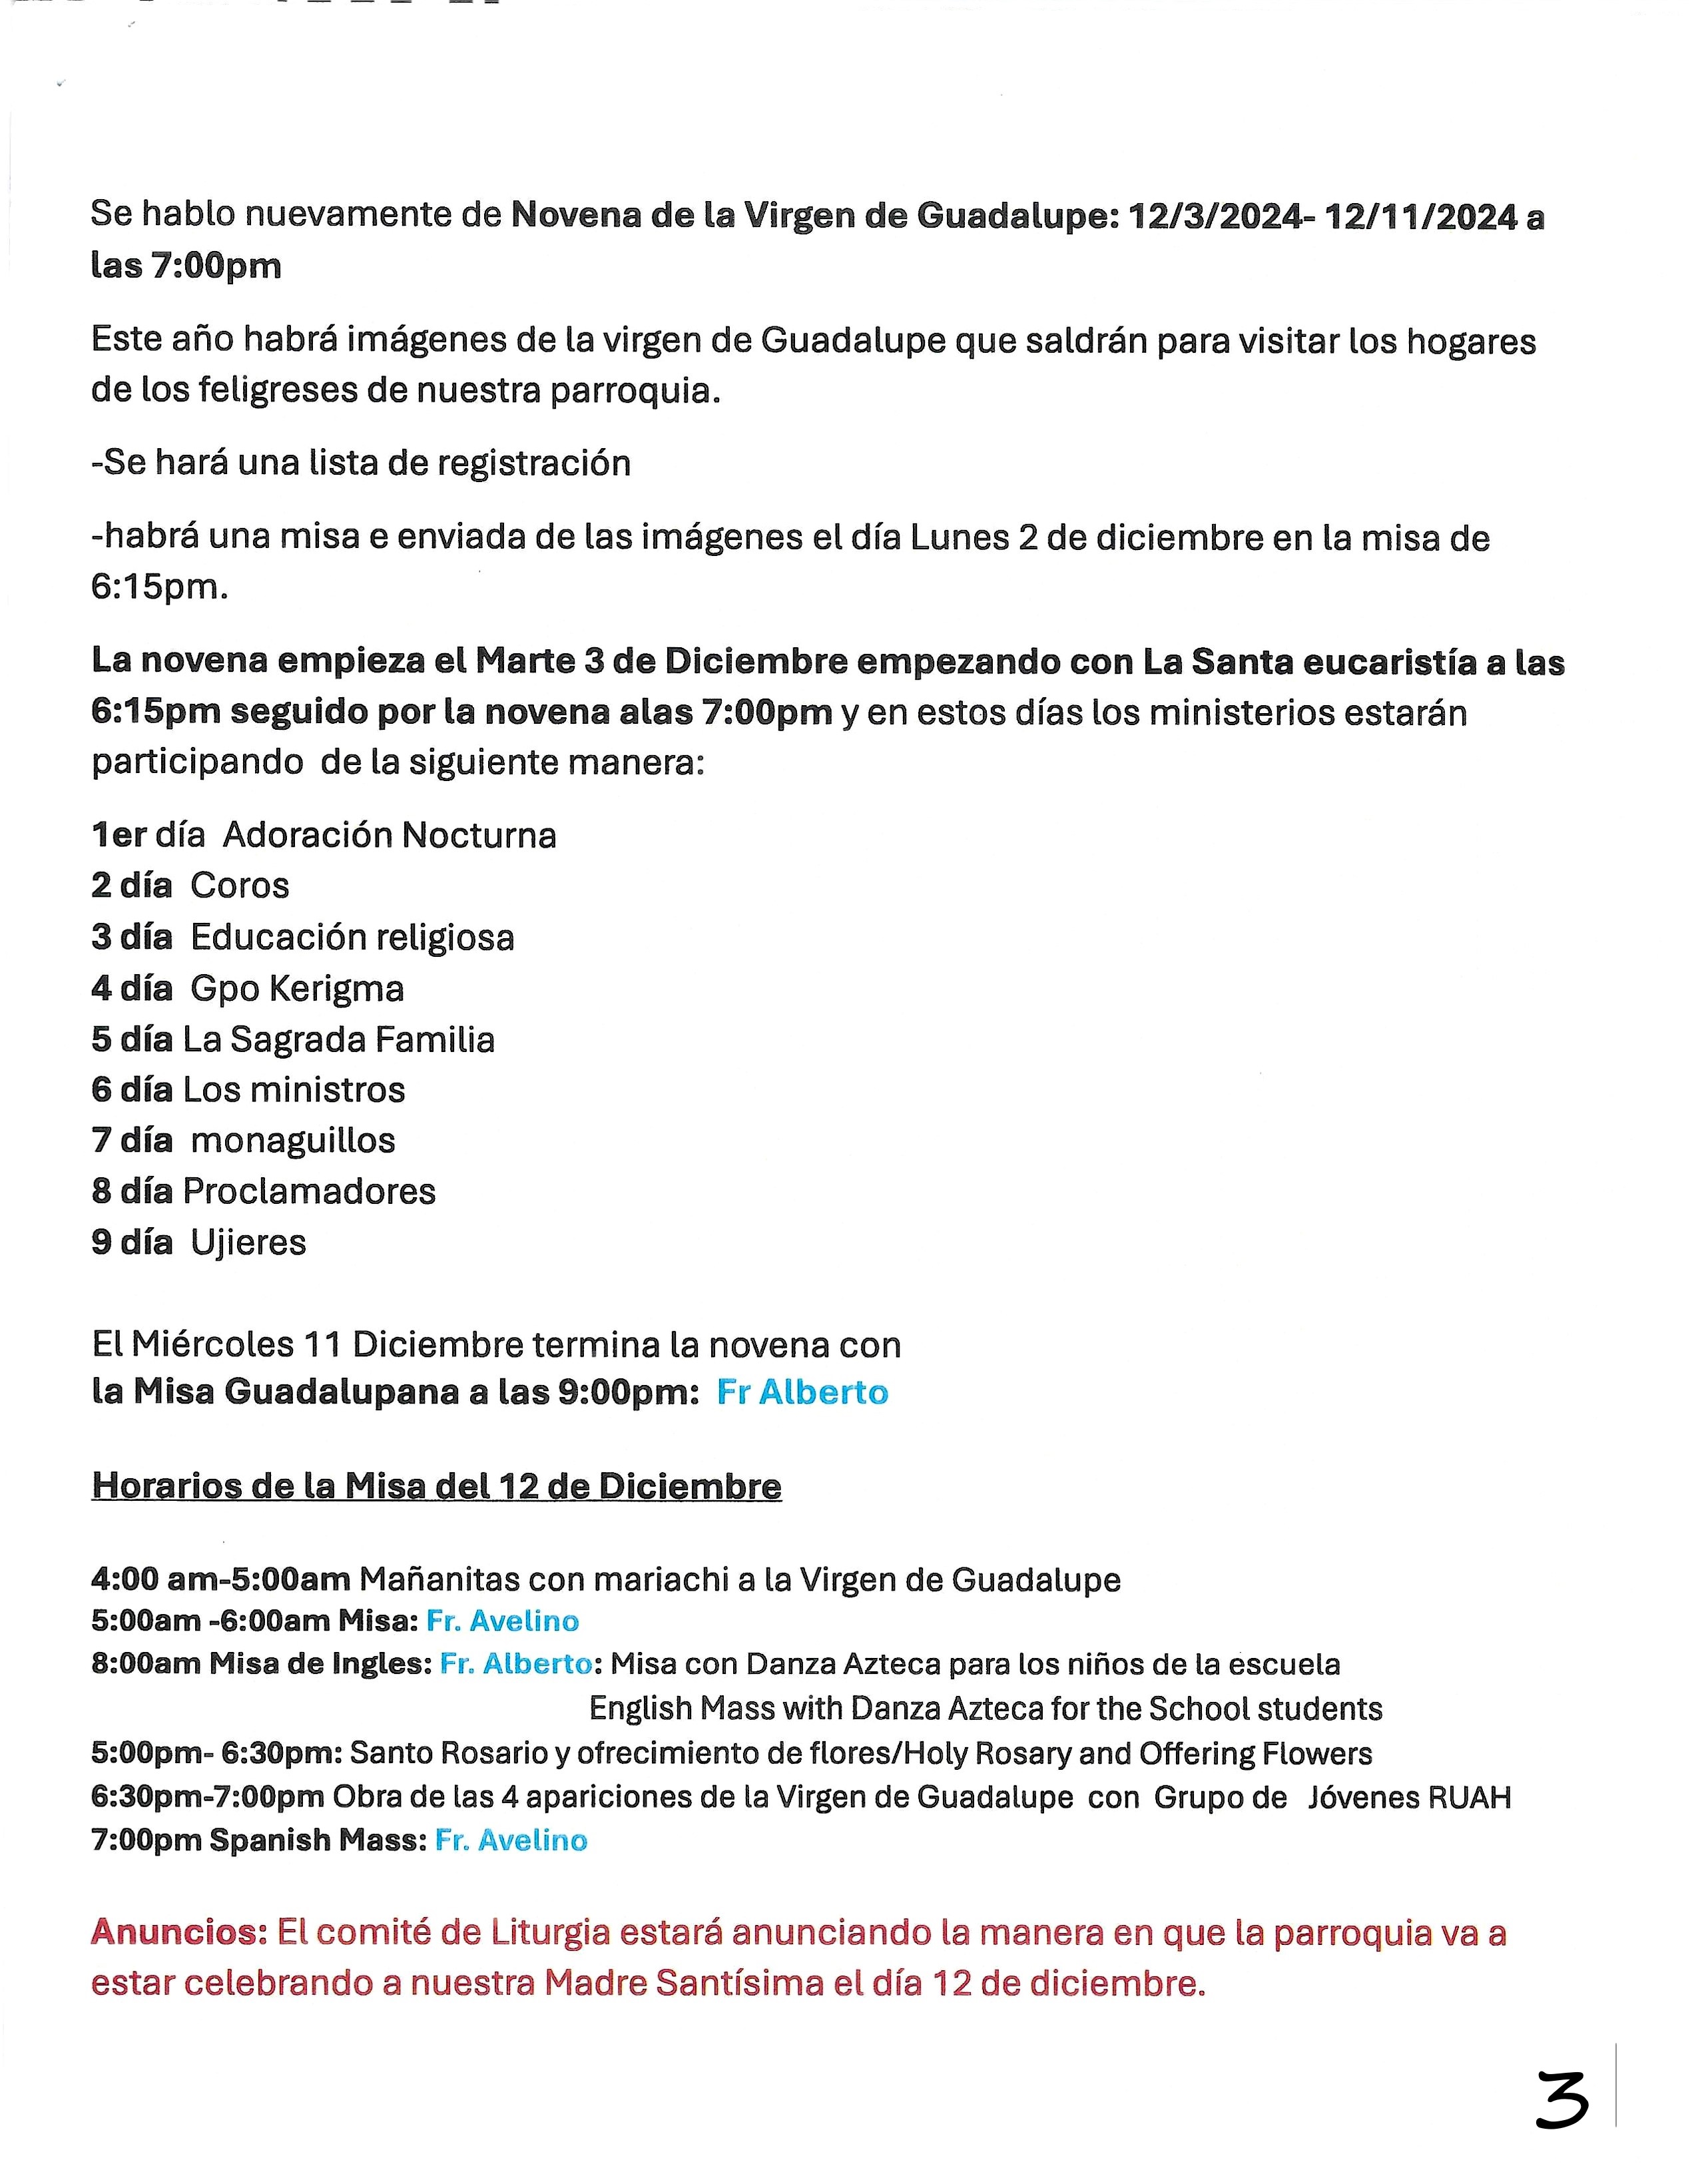 Se hablo nuevamente de Novena de la Virgen de Guadalupe: 12/3/2024- 12/11/2024 a
las 7:00pm
Este año habrá imágenes de la virgen de Guadalupe que saldrán para visitar los hogares
de los feligreses de nuestra parroquia.
-Se hará una lista de registración
-habrá una misa e enviada de las imágenes el día Lunes 2 de diciembre en la misa de
6:15pm.
La novena empieza el Marte 3 de Diciembre empezando con La Santa eucaristía a las
6:15pm seguido por la novena alas 7:00pm y en estos días los ministerios estarán
participando de la siguiente manera:
1er día Adoración Nocturna
2 día Coros
3 día Educación religiosa
4 día Gpo Kerigma
5 día La Sagrada Familia
6 día Los ministros
7 día monaguillos
8 día Proclamadores
9 día Ujieres
El Miércoles 11 Diciembre termina la novena con
la Misa Guadalupana a las 9:00pm: Fr Alberto
Horarios de la Misa del 12 de Diciembre
4:00 am-5:00am Mañanitas con mariachi a la Virgen de Guadalupe
5:00am -6:00am Misa: Fr. Avelino
8:00am Misa de Ingles: Fr. Alberto: Misa con Danza Azteca para los niños de la escuela
English Mass with Danza Azteca for the School students
5:00pm- 6:30pm: Santo Rosario y ofrecimiento de flores/Holy Rosary and Offering Flowers
6:30pm-7:00pm Obra de las 4 apariciones de la Virgen de Guadalupe con Grupo de Jóvenes RUAH
7:00pm Spanish Mass: Fr. Avelino
Anuncios: El comité de Liturgia estará anunciando la manera en que la parroquia va a
estar celebrando a nuestra Madre Santísima el día 12 de diciembre.
3